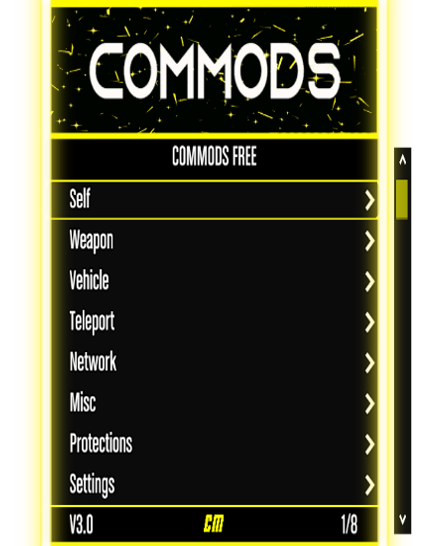 COMMODS
COMMODS FREE
Self
Weapon
Vehicle
Teleport
Network
Misc
Protections
Settings
V3.0 CM 1/8